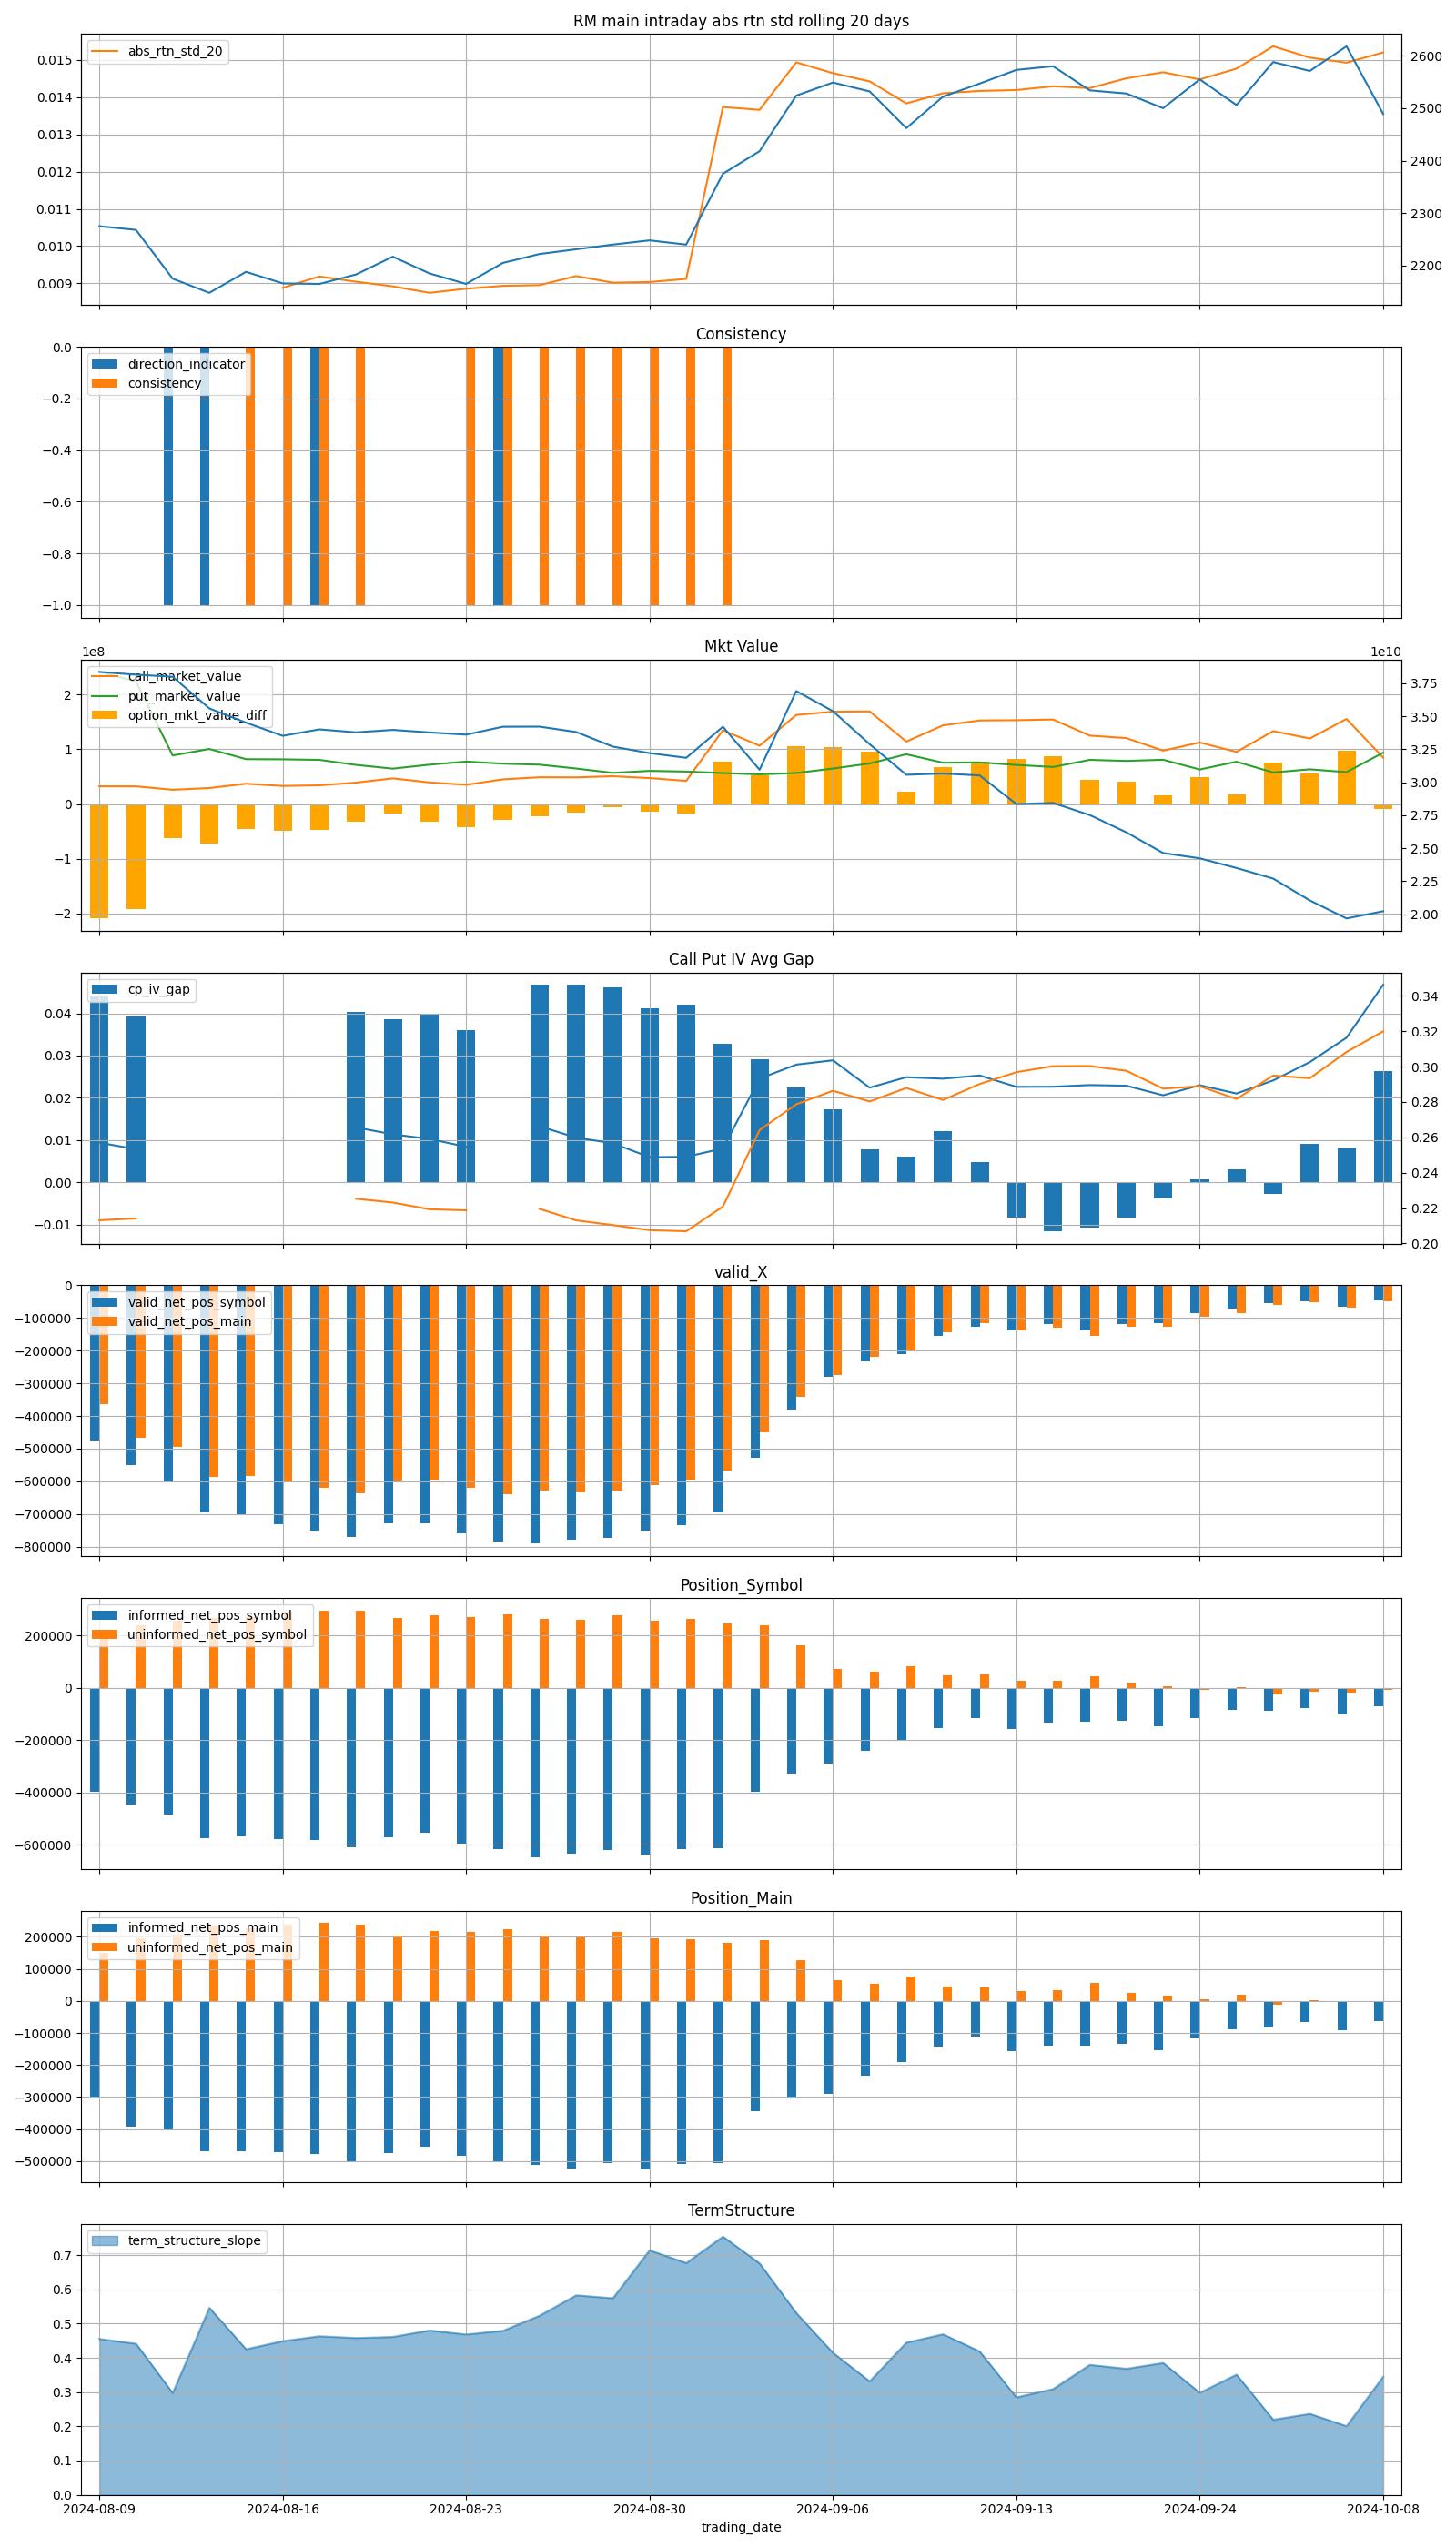 RM main intraday abs rtn std rolling 20 days
abs_rtn_std_20
0.015
0.014
0.013
0.012
0.011
0.010
0.009
2600
2500
2400
2300
2200
Consistency
direction_indicator
consistency
0.0
−0.2
−0.4
−0.6
−0.8
−1.0
Mkt Value
1e8
1e10
call_market_value
put_market_value
option_mkt_value_diff
2
1
0
−1
−2
3.75
3.50
3.25
3.00
2.75
2.50
2.25
2.00
Call Put IV Avg Gap
cp_iv_gap
0.04
0.03
0.02
0.01
0.00
−0.01
0.34
0.32
0.30
0.28
0.26
0.24
0.22
0.20
valid_X
valid_net_pos_symbol
valid_net_pos_main
0
−100000
−200000
−300000
−400000
−500000
−600000
−700000
−800000
Position_Symbol
informed_net_pos_symbol
uninformed_net_pos_symbol
200000
0
−200000
−400000
−600000
Position_Main
informed_net_pos_main
uninformed_net_pos_main
200000
100000
0
−100000
−200000
−300000
−400000
−500000
TermStructure
term_structure_slope
0.7
0.6
0.5
0.4
0.3
0.2
0.1
0.0
2024-08-09 2024-08-16 2024-08-23 2024-08-30 2024-09-06 2024-09-13 2024-09-24 2024-10-08
trading_date